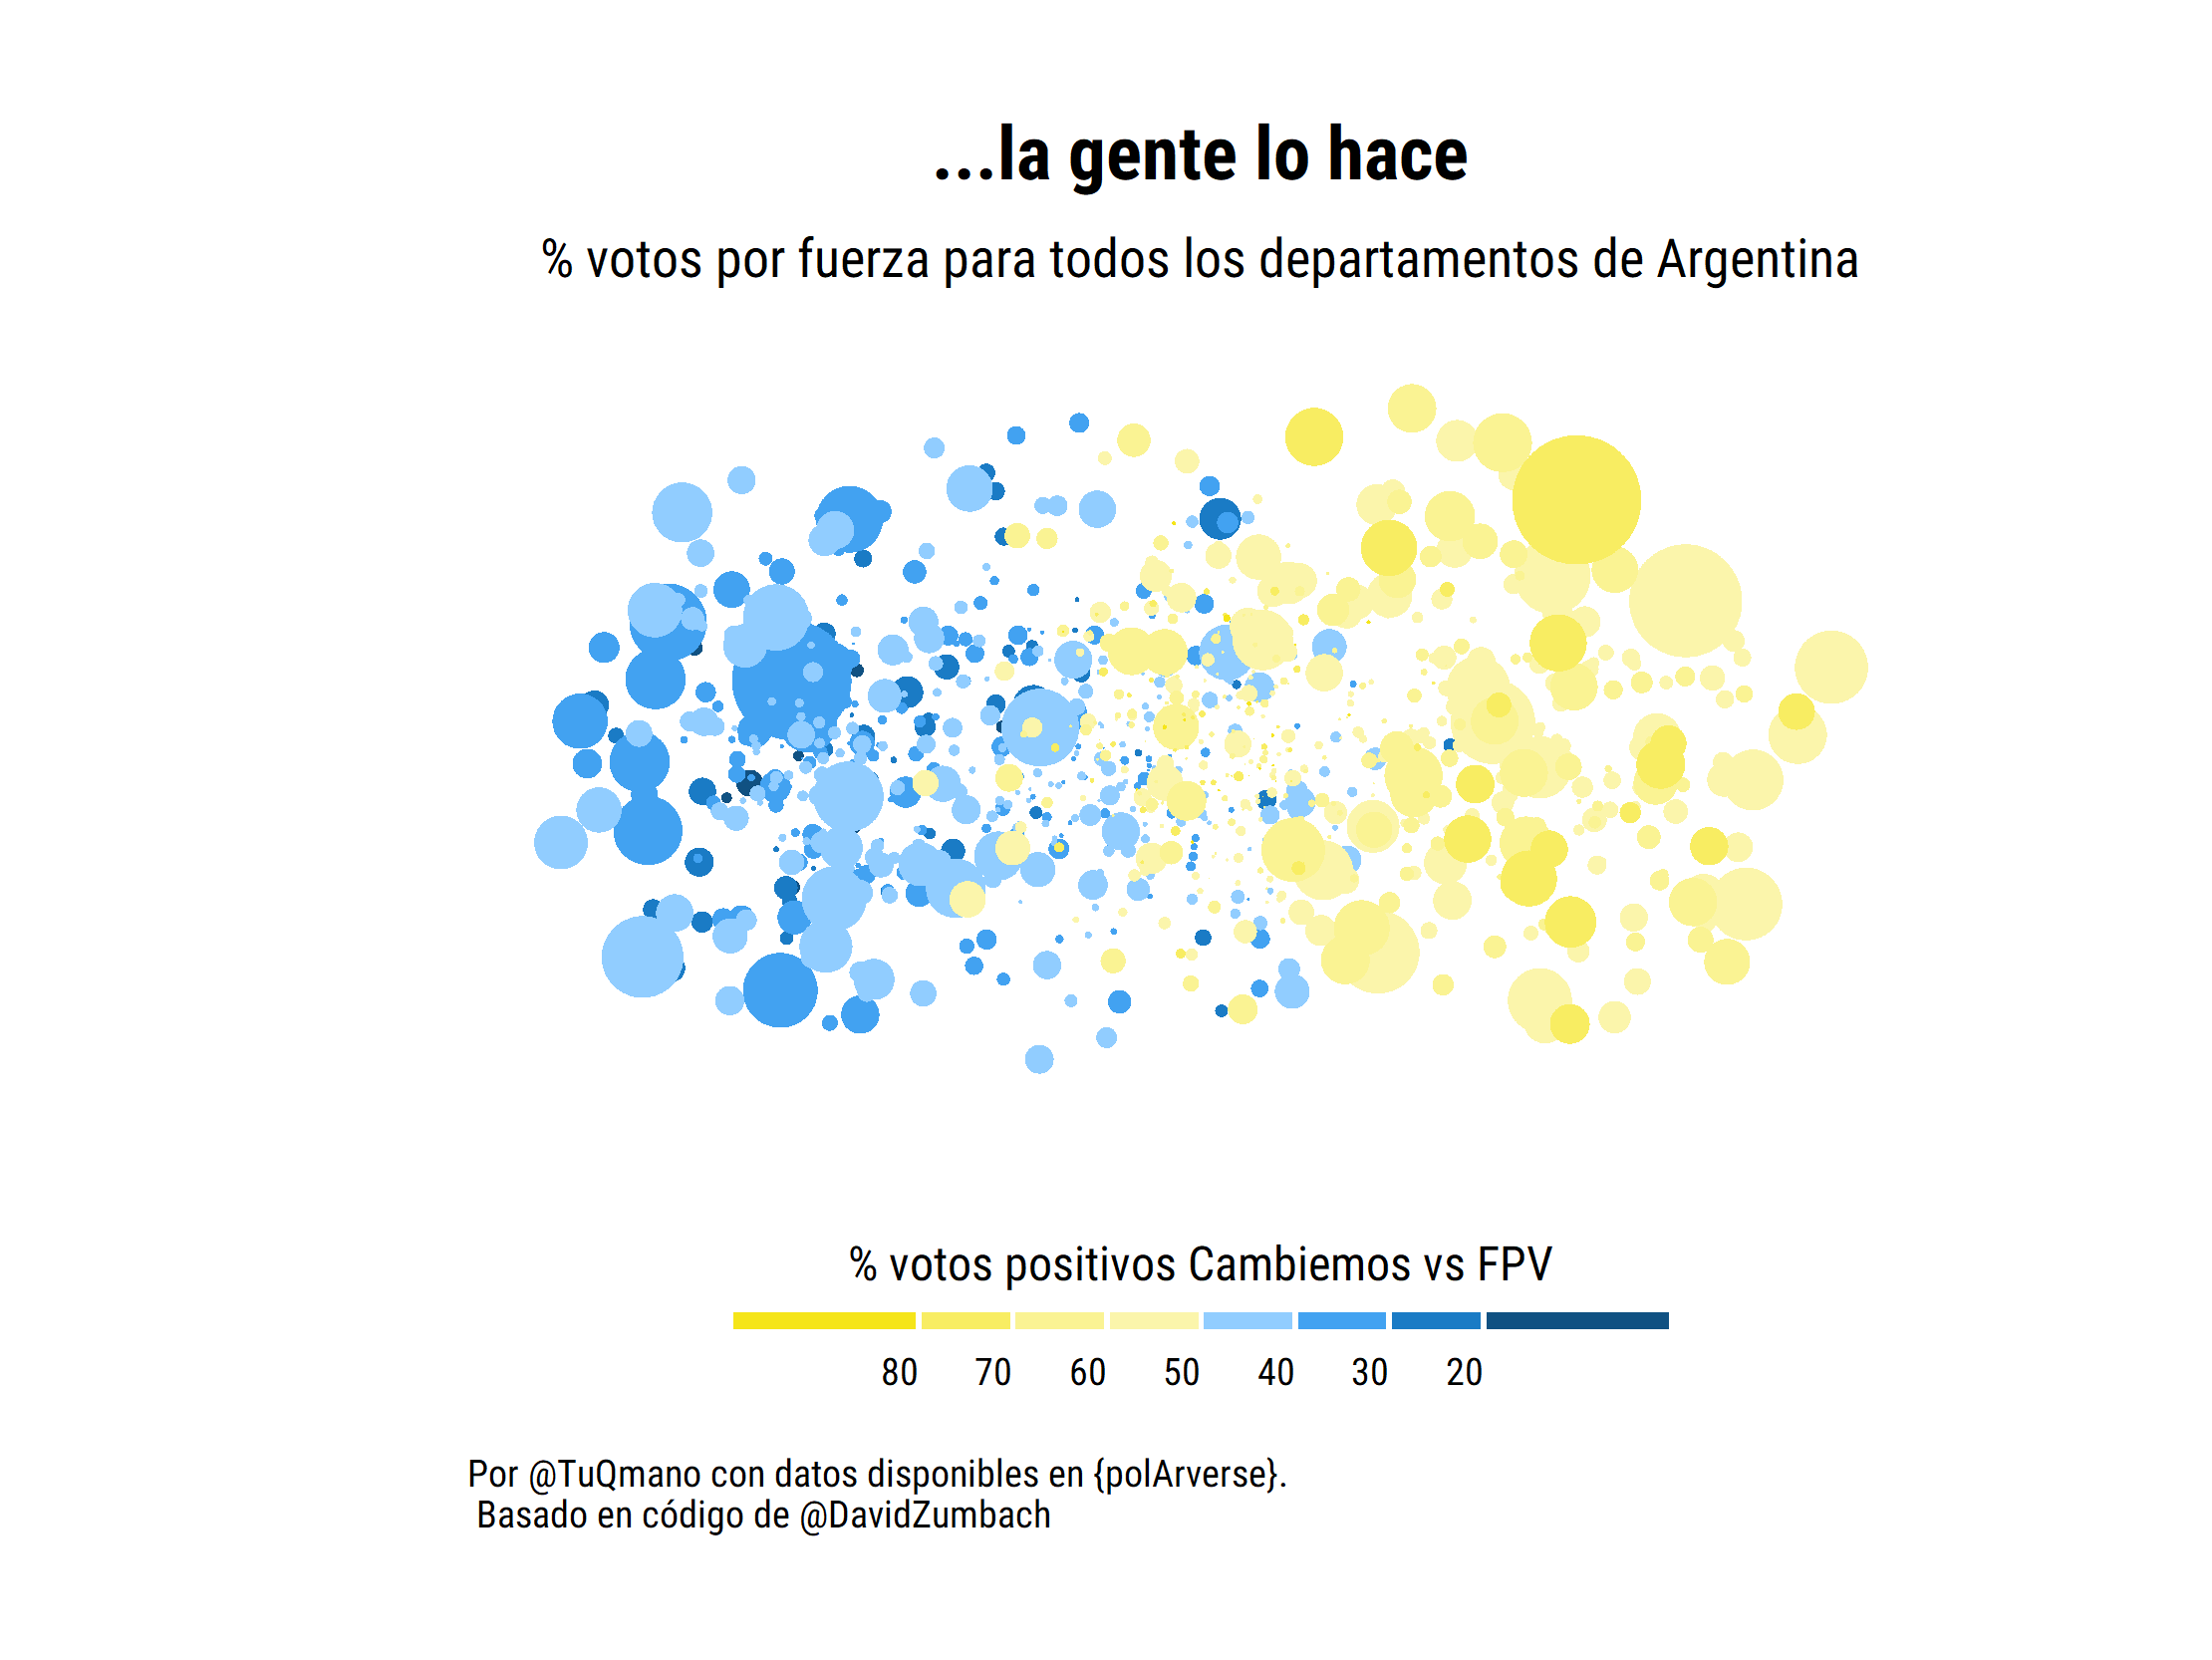 ...la gente lo hace
% votos por fuerza para todos los departamentos de Argentina
% votos positivos Cambiemos vs FPV
80 70 60 50 40 30 20
Por @TuQmano con datos disponibles en {polArverse}.
Basado en código de @DavidZumbach